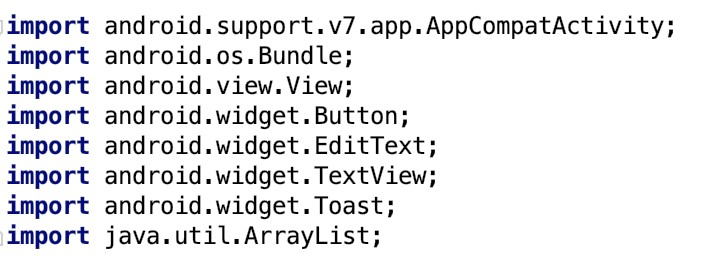 import android.support.v7.app.AppCompatActivity;
import android.os.Bundle;
import android.view.View;
import android.widget.Button;
import android.widget.EditText;
import android.widget.TextView;
import android.widget.Toast;
import java.util.ArrayList;